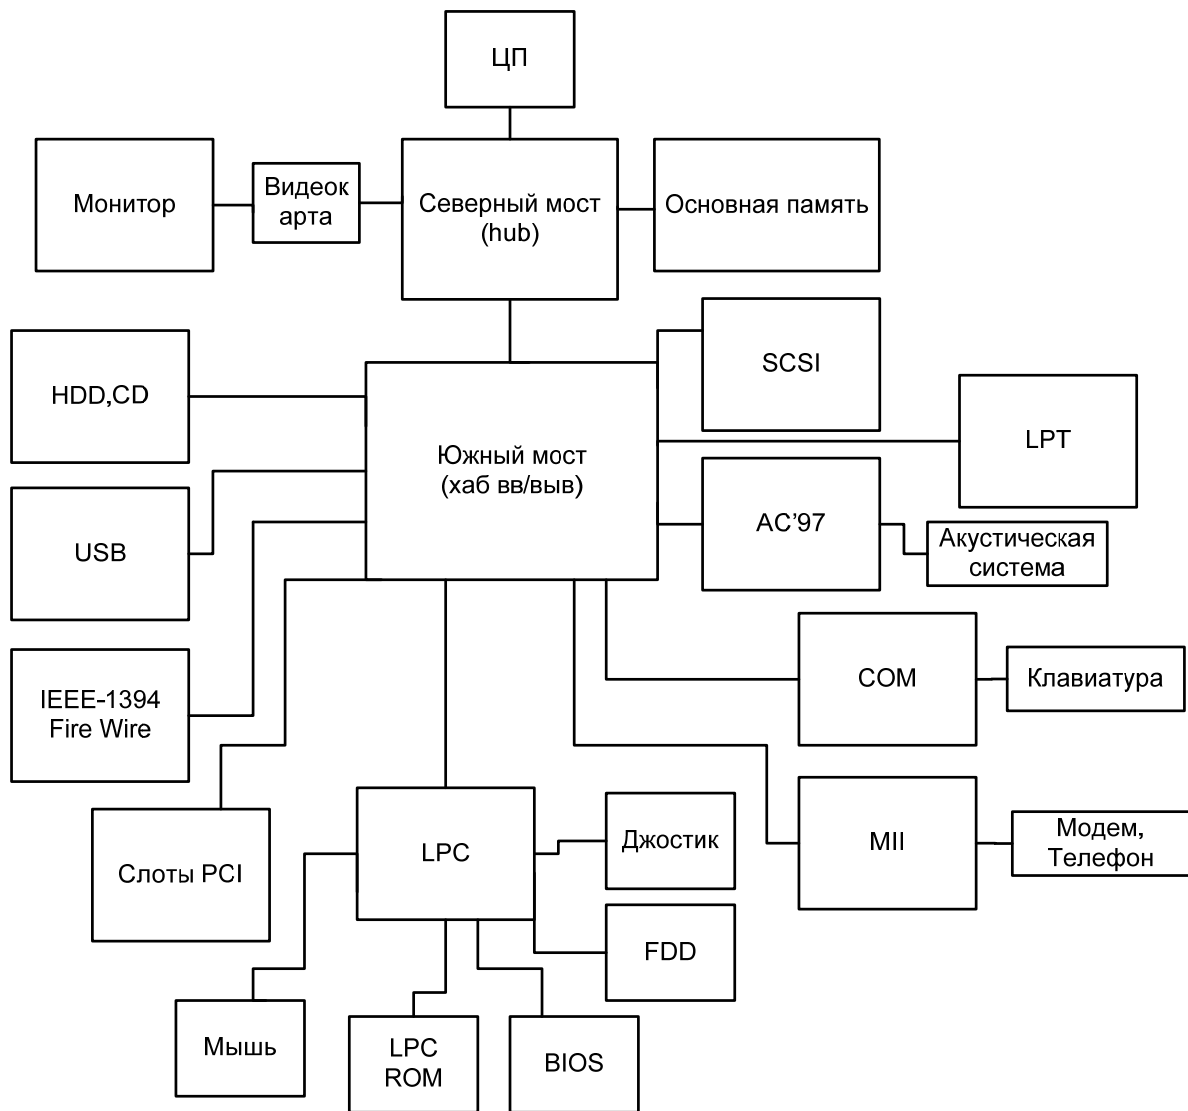 ЦП
Монитор
Видеок
арта
Северный мост
(hub)
Основная память
SCSI
HDD,CD
LPT
Южный мост
(хаб вв/выв)
AC’97
Акустическая
система
USB
COM
Клавиатура
IEEE-1394
Fire Wire
Джостик
LPC
MII
Модем,
Телефон
Слоты PCI
FDD
Мышь
LPC
ROM
BIOS